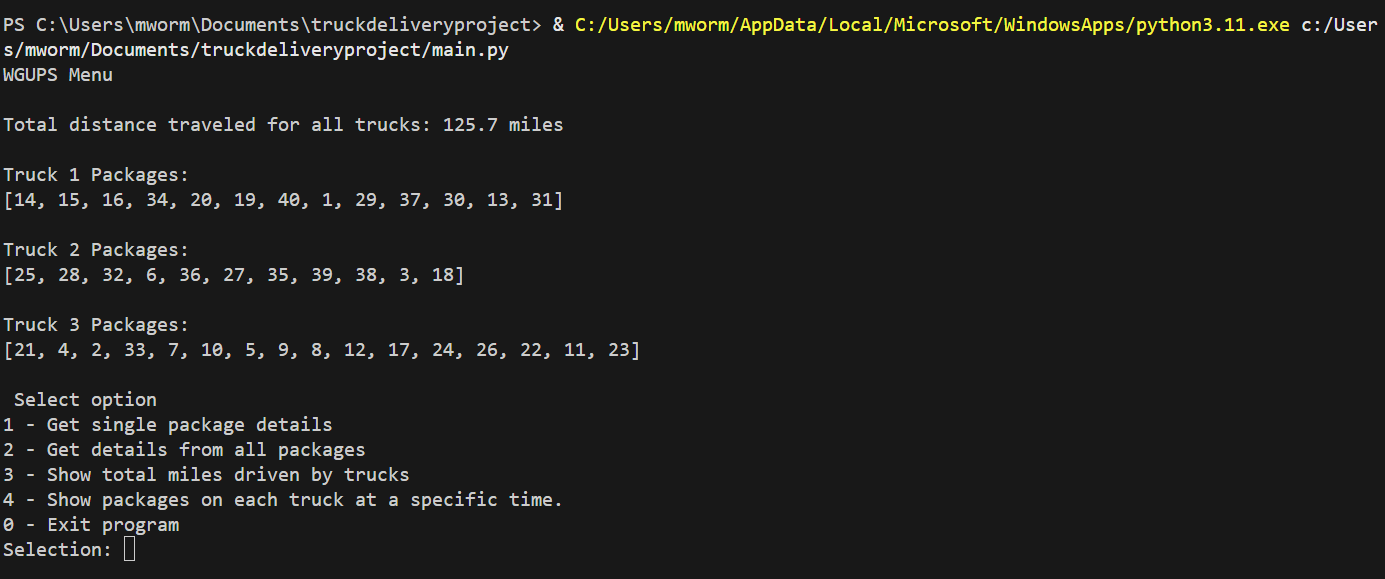 PS C:\Users\mworm\Documents\truckdeliveryproject> & C:/Users/mworm/AppData/Local/Microsoft/WindowsApps/python3.11.exe c:/User
s/mworm/Documents/truckdeliveryproject/main.py
WGUPS Menu
Total distance traveled for all trucks: 125.7 miles
Truck 1 Packages:
[14, 15, 16, 34, 20, 19, 40, 1, 29, 37, 30, 13, 31]
Truck 2 Packages:
[25, 28, 32, 6, 36, 27, 35, 39, 38, 3, 18]
Truck 3 Packages:
[21, 4, 2, 33, 7, 10, 5, 9, 8, 12, 17, 24, 26, 22, 11, 23]
Select option
1 - Get single package details
2 - Get details from all packages
3 - Show total miles driven by trucks
4 - Show packages on each truck at a specific time.
0 - Exit program
Selection: